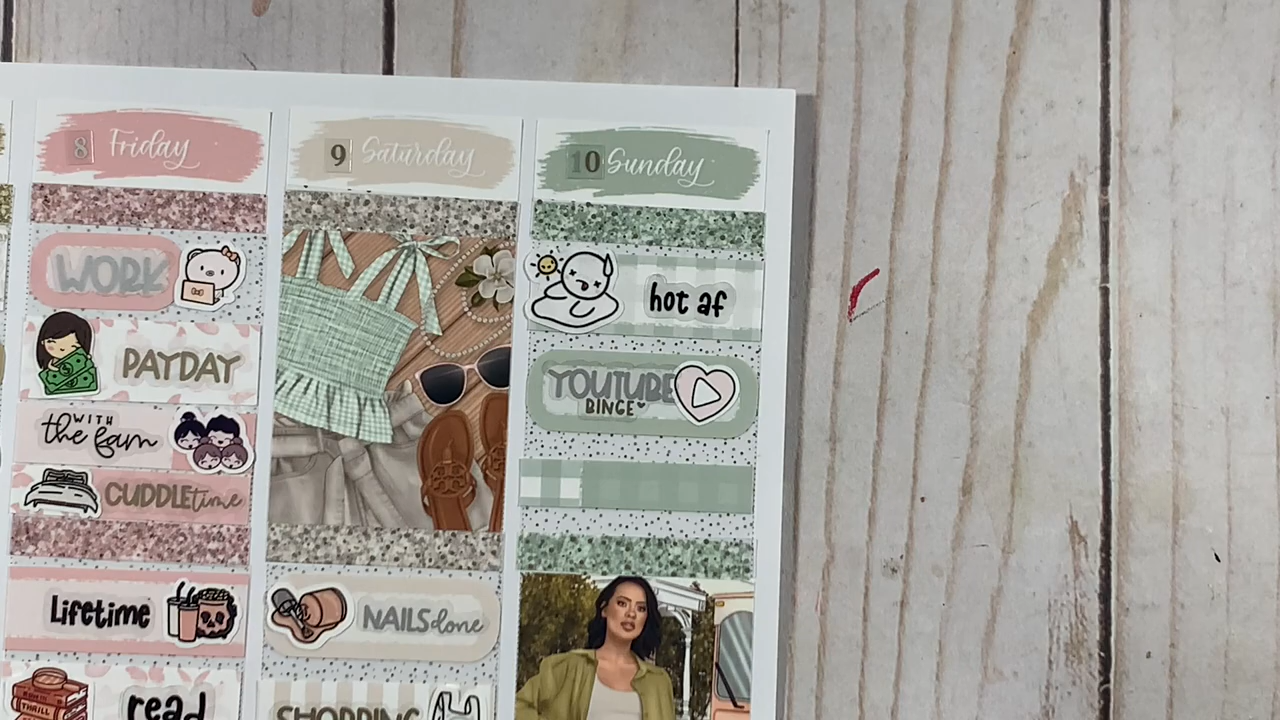 8 Friday
WORK
PAYDAY
WITH
the fam
CUDDLEtime
Lifetime
THRILL
read
9 Saturday
NAILSdone
SHOPPING
10 Sunday
hot af
YOUTUBE
BINGE